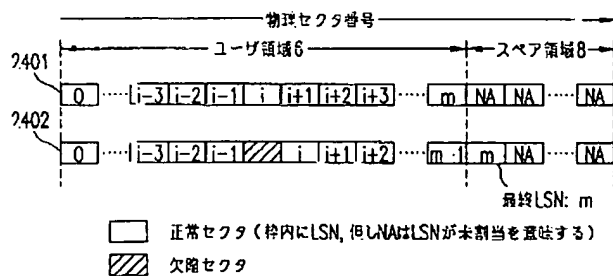 物理セクタ番号
ユーザ領域6 スペア領域8
2401
0 ····· i-3 i-2 i-1 i i+1 i+2 i+3 ····· m NA NA ····· NA
2402
0 ····· i-3 i-2 i-1 i i+1 i+2 ····· m-1 m NA ····· NA
最終LSN: m
正常セクタ(枠内にLSN, 但しNAはLSNが未割当を意味する)
欠陥セクタ